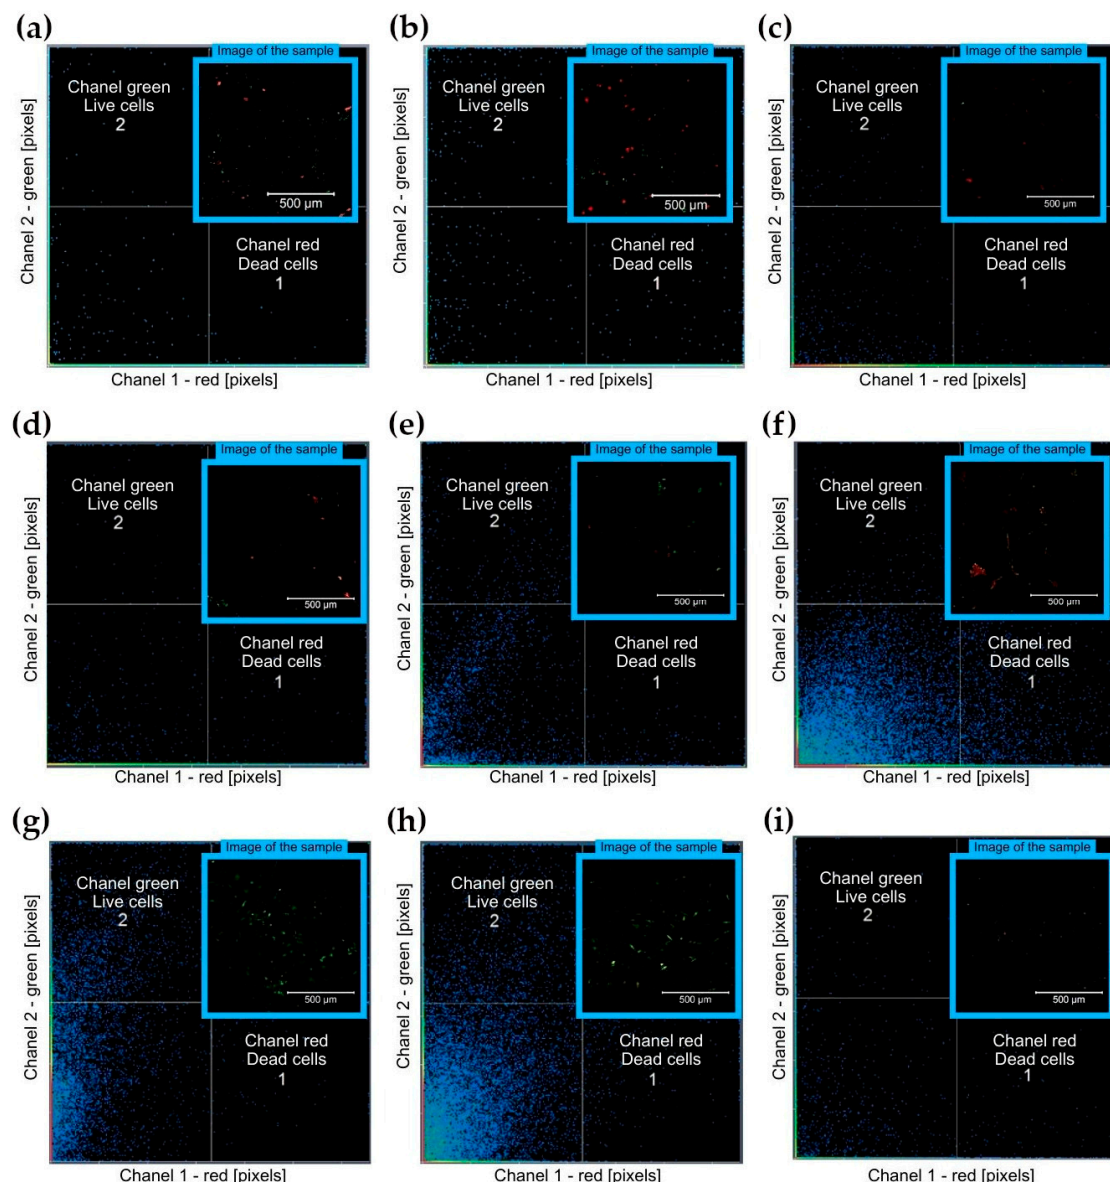 (a)
Image of the sample
Chanel green
Live cells
2
500 µm
Chanel red
Dead cells
1
Chanel 2 - green [pixels]
Chanel 1 - red [pixels]
(b)
Image of the sample
Chanel green
Live cells
2
500 µm
Chanel red
Dead cells
1
Chanel 2 - green [pixels]
Chanel 1 - red [pixels]
(c)
Image of the sample
Chanel green
Live cells
2
500 µm
Chanel red
Dead cells
1
Chanel 2 - green [pixels]
Chanel 1 - red [pixels]
(d)
Image of the sample
Chanel green
Live cells
2
500 µm
Chanel red
Dead cells
1
Chanel 2 - green [pixels]
Chanel 1 - red [pixels]
(e)
Image of the sample
Chanel green
Live cells
2
500 µm
Chanel red
Dead cells
1
Chanel 2 - green [pixels]
Chanel 1 - red [pixels]
(f)
Image of the sample
Chanel green
Live cells
2
500 µm
Chanel red
Dead cells
1
Chanel 2 - green [pixels]
Chanel 1 - red [pixels]
(g)
Image of the sample
Chanel green
Live cells
2
500 µm
Chanel red
Dead cells
1
Chanel 2 - green [pixels]
Chanel 1 - red [pixels]
(h)
Image of the sample
Chanel green
Live cells
2
500 µm
Chanel red
Dead cells
1
Chanel 2 - green [pixels]
Chanel 1 - red [pixels]
(i)
Image of the sample
Chanel green
Live cells
2
500 µm
Chanel red
Dead cells
1
Chanel 2 - green [pixels]
Chanel 1 - red [pixels]